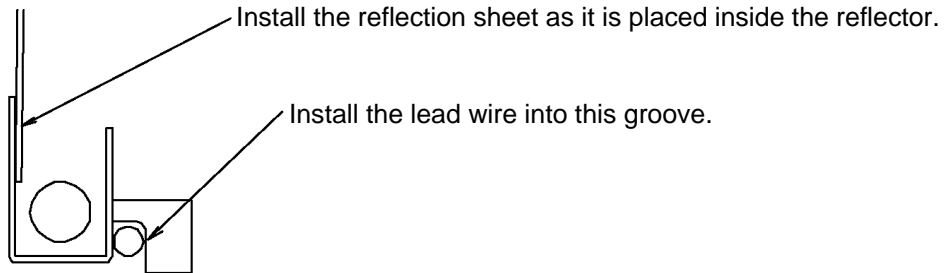 Install the reflection sheet as it is placed inside the reflector.
Install the lead wire into this groove.